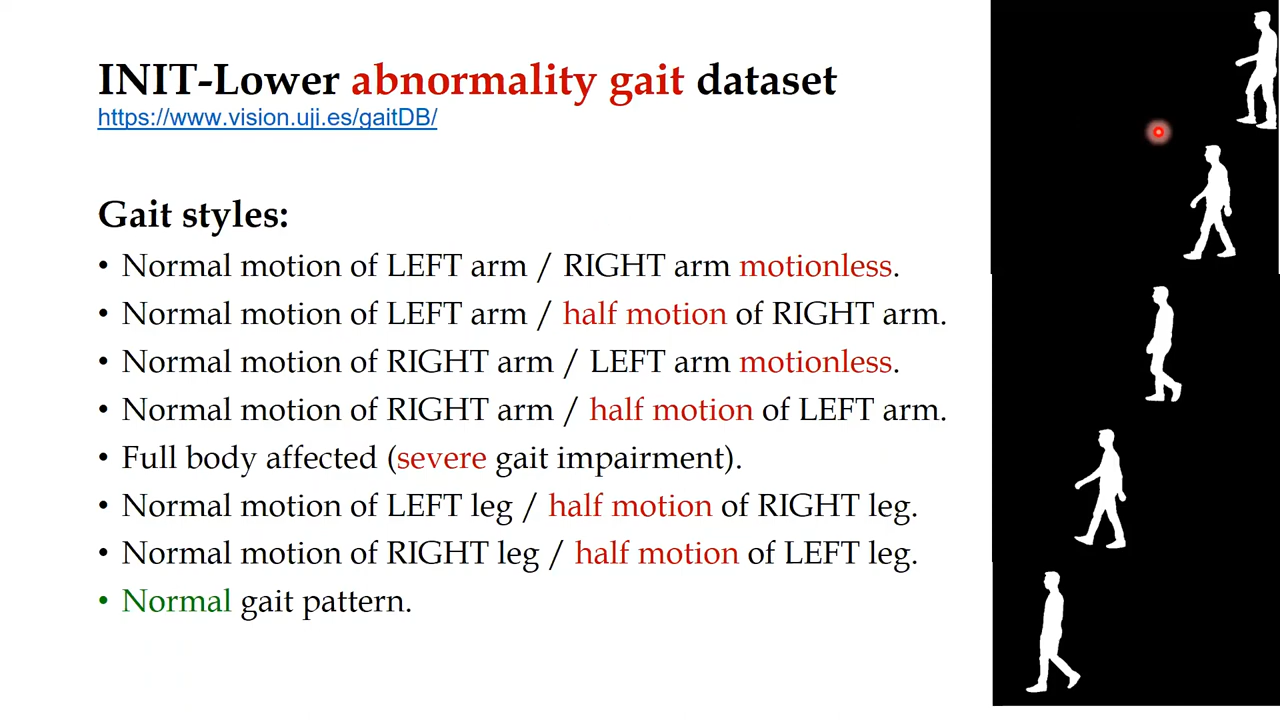 INIT-Lower abnormality gait dataset
https://www.vision.uji.es/gaitDB/
Gait styles:
• Normal motion of LEFT arm / RIGHT arm motionless.
• Normal motion of LEFT arm / half motion of RIGHT arm.
• Normal motion of RIGHT arm / LEFT arm motionless.
• Normal motion of RIGHT arm / half motion of LEFT arm.
• Full body affected (severe gait impairment).
• Normal motion of LEFT leg / half motion of RIGHT leg.
• Normal motion of RIGHT leg / half motion of LEFT leg.
• Normal gait pattern.